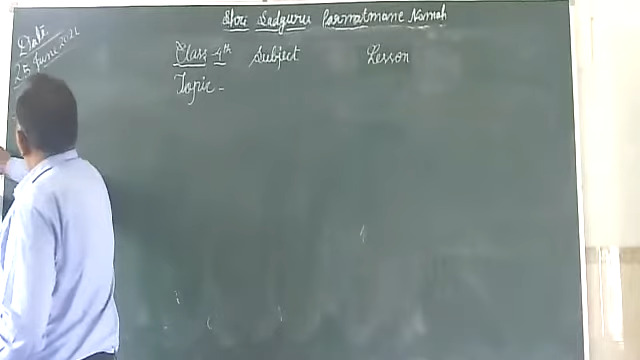 Shri Sadguru Parmatmane Namah
Date:
25 June 2021
Class 4th Subject Lesson
Topic -